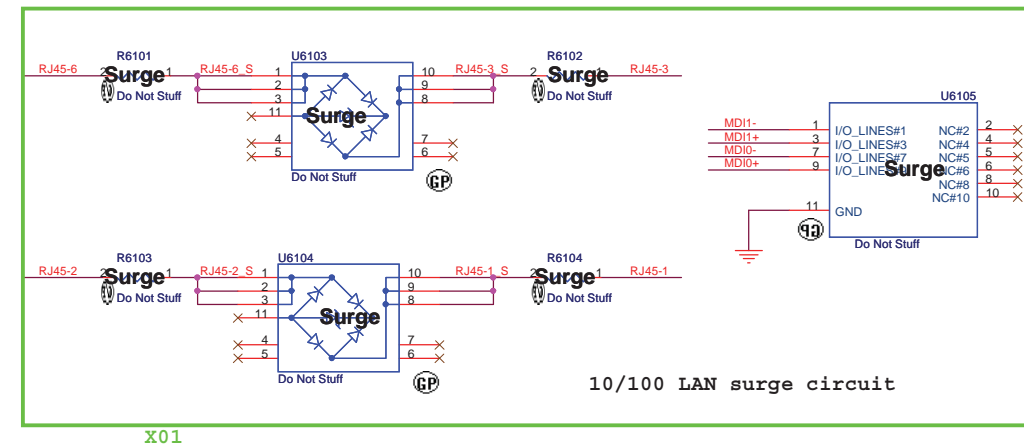 R6101
RJ45-6
2
Surge
1
Do Not Stuff
RJ45-6_S
U6103
1
2
3
11
4
5
10
9
8
7
6
Surge
Do Not Stuff
GP
RJ45-3_S
R6102
2
Surge
1
Do Not Stuff
RJ45-3
R6103
RJ45-2
2
Surge
1
Do Not Stuff
RJ45-2_S
U6104
1
2
3
11
4
5
10
9
8
7
6
Surge
Do Not Stuff
GP
RJ45-1_S
R6104
2
Surge
1
Do Not Stuff
RJ45-1
U6105
MDI1-
1
I/O_LINES#1
MDI1+
3
I/O_LINES#3
MDI0-
7
I/O_LINES#7
MDI0+
9
Surge
11
GND
NC#2
2
NC#4
4
NC#5
5
NC#6
6
NC#8
8
NC#10
10
GP
Do Not Stuff
10/100 LAN surge circuit
X01